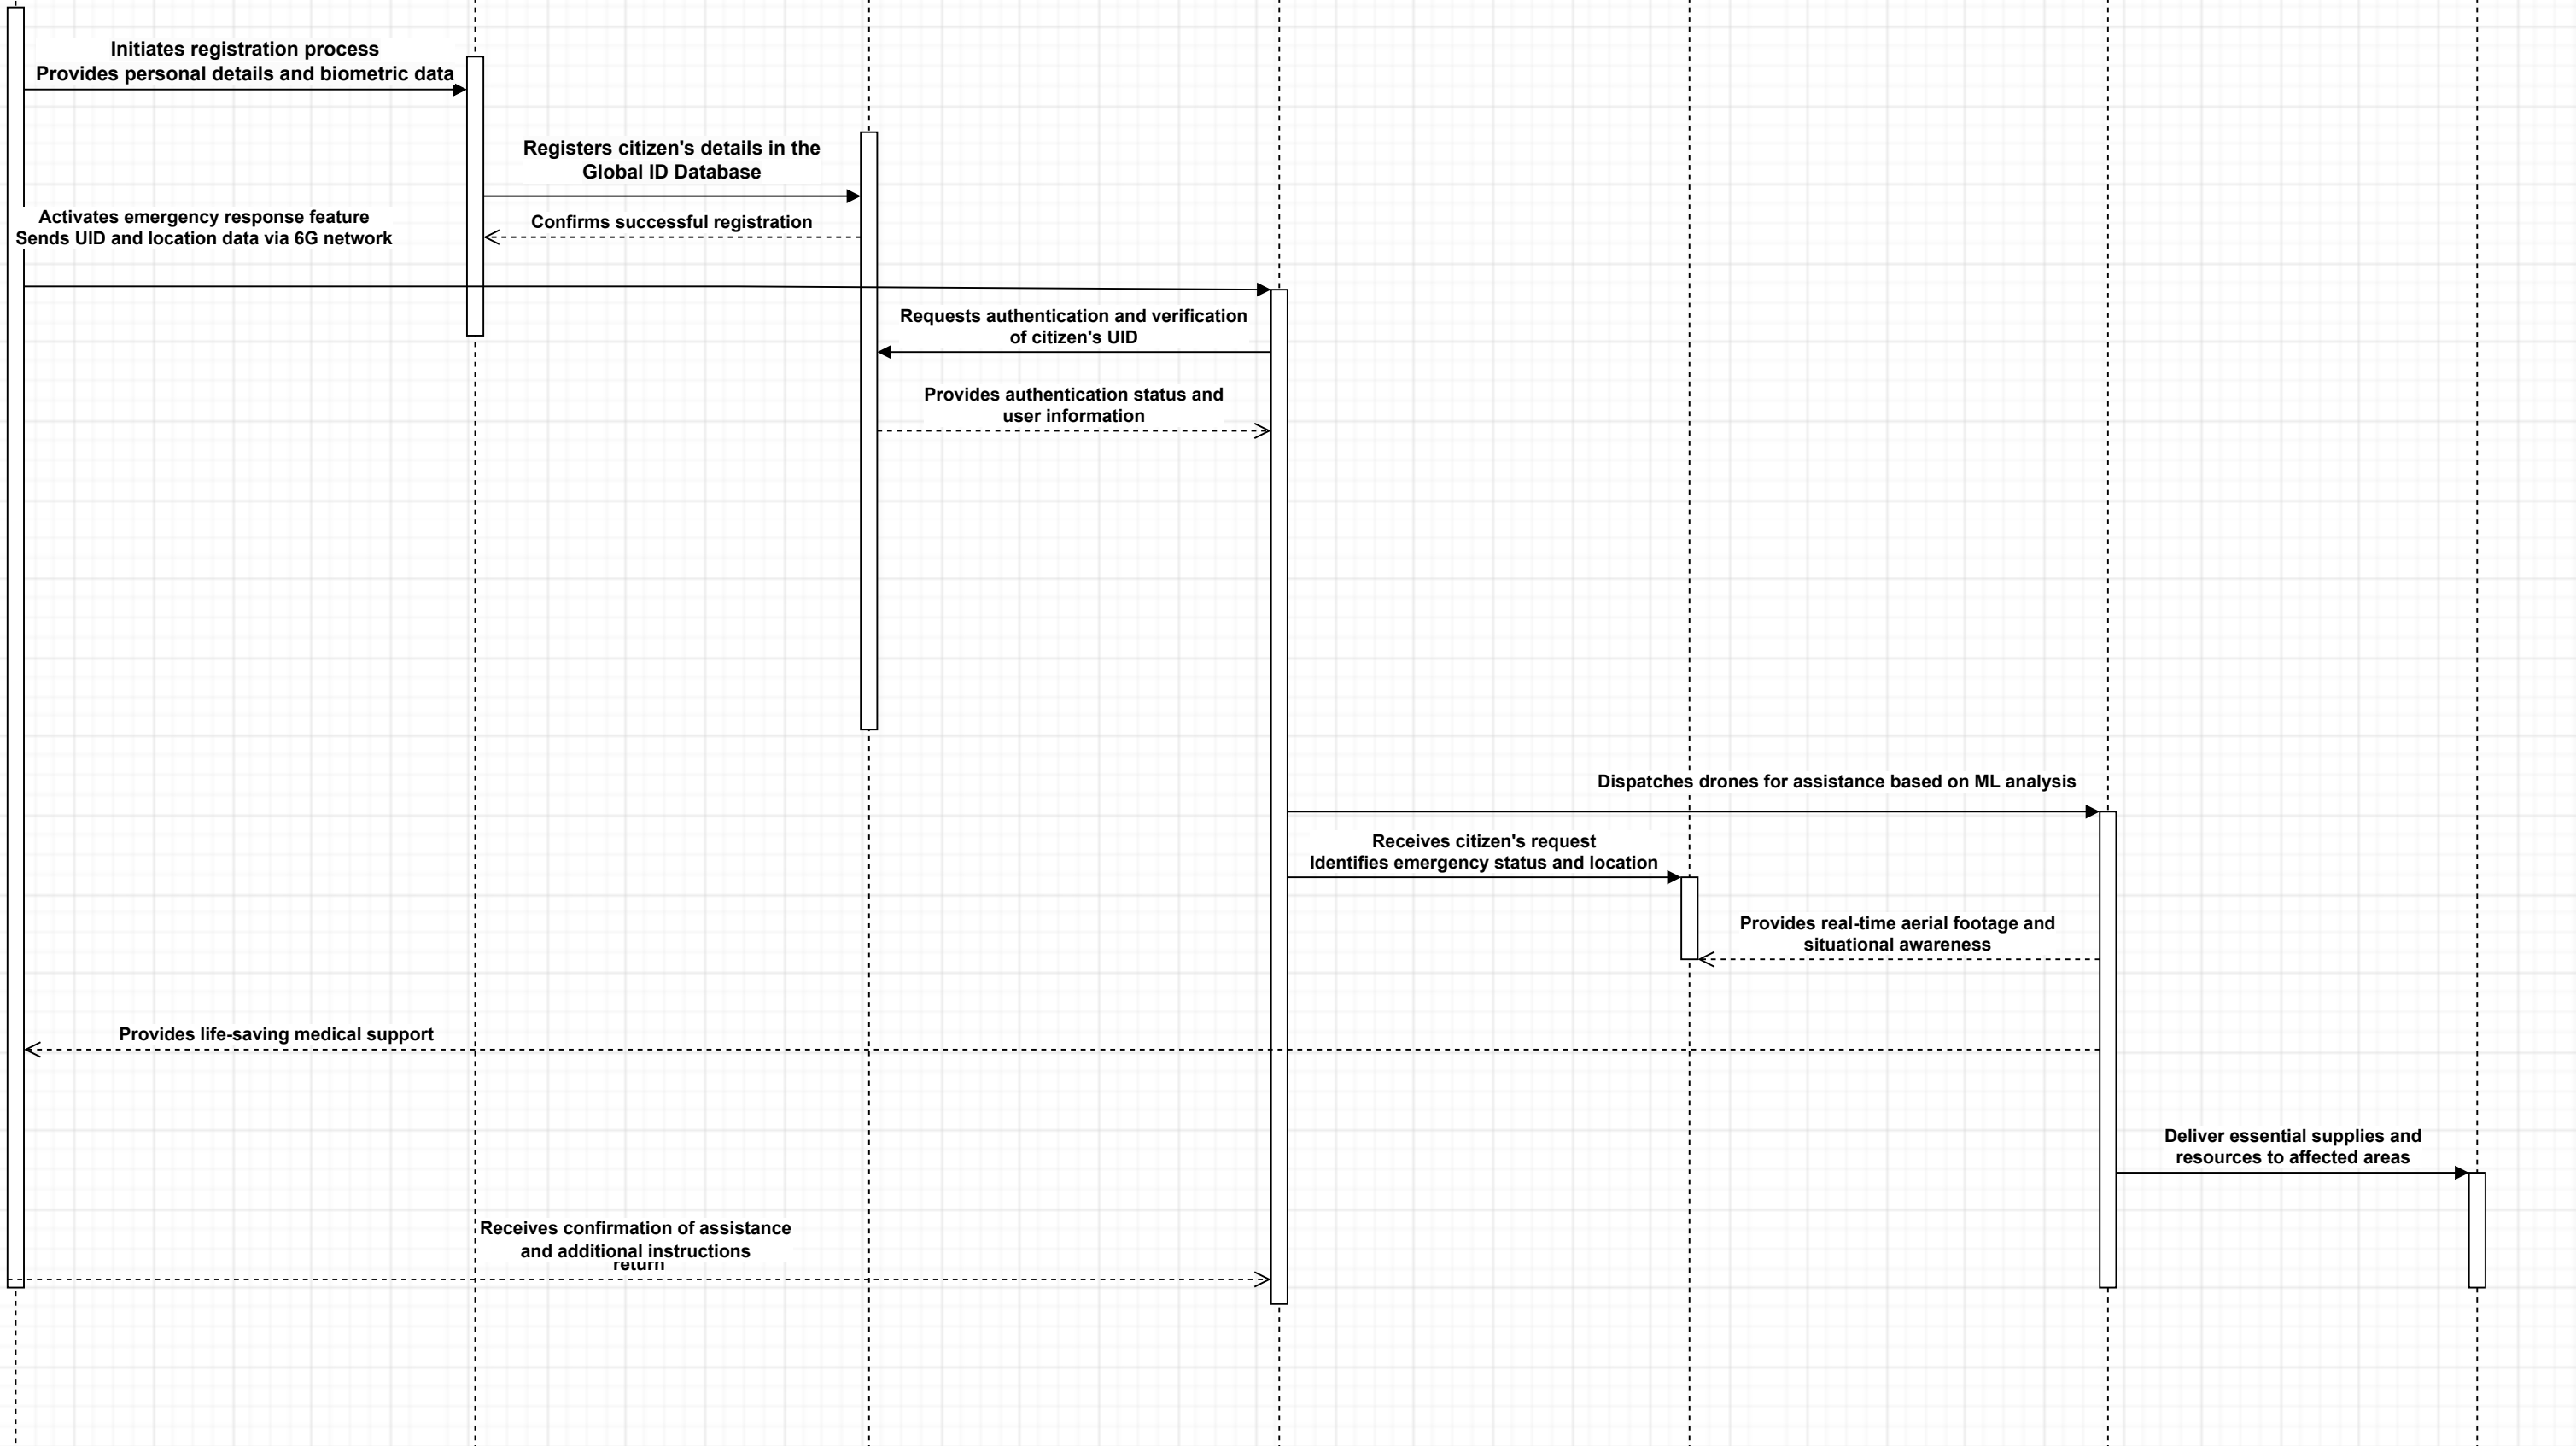 Initiates registration process
Provides personal details and biometric data
Registers citizen's details in the
Global ID Database
Activates emergency response feature
Sends UID and location data via 6G network
Confirms successful registration
Requests authentication and verification
of citizen's UID
Provides authentication status and
user information
Dispatches drones for assistance based on ML analysis
Receives citizen's request
Identifies emergency status and location
Provides real-time aerial footage and
situational awareness
Provides life-saving medical support
Deliver essential supplies and
resources to affected areas
Receives confirmation of assistance
and additional instructions
return